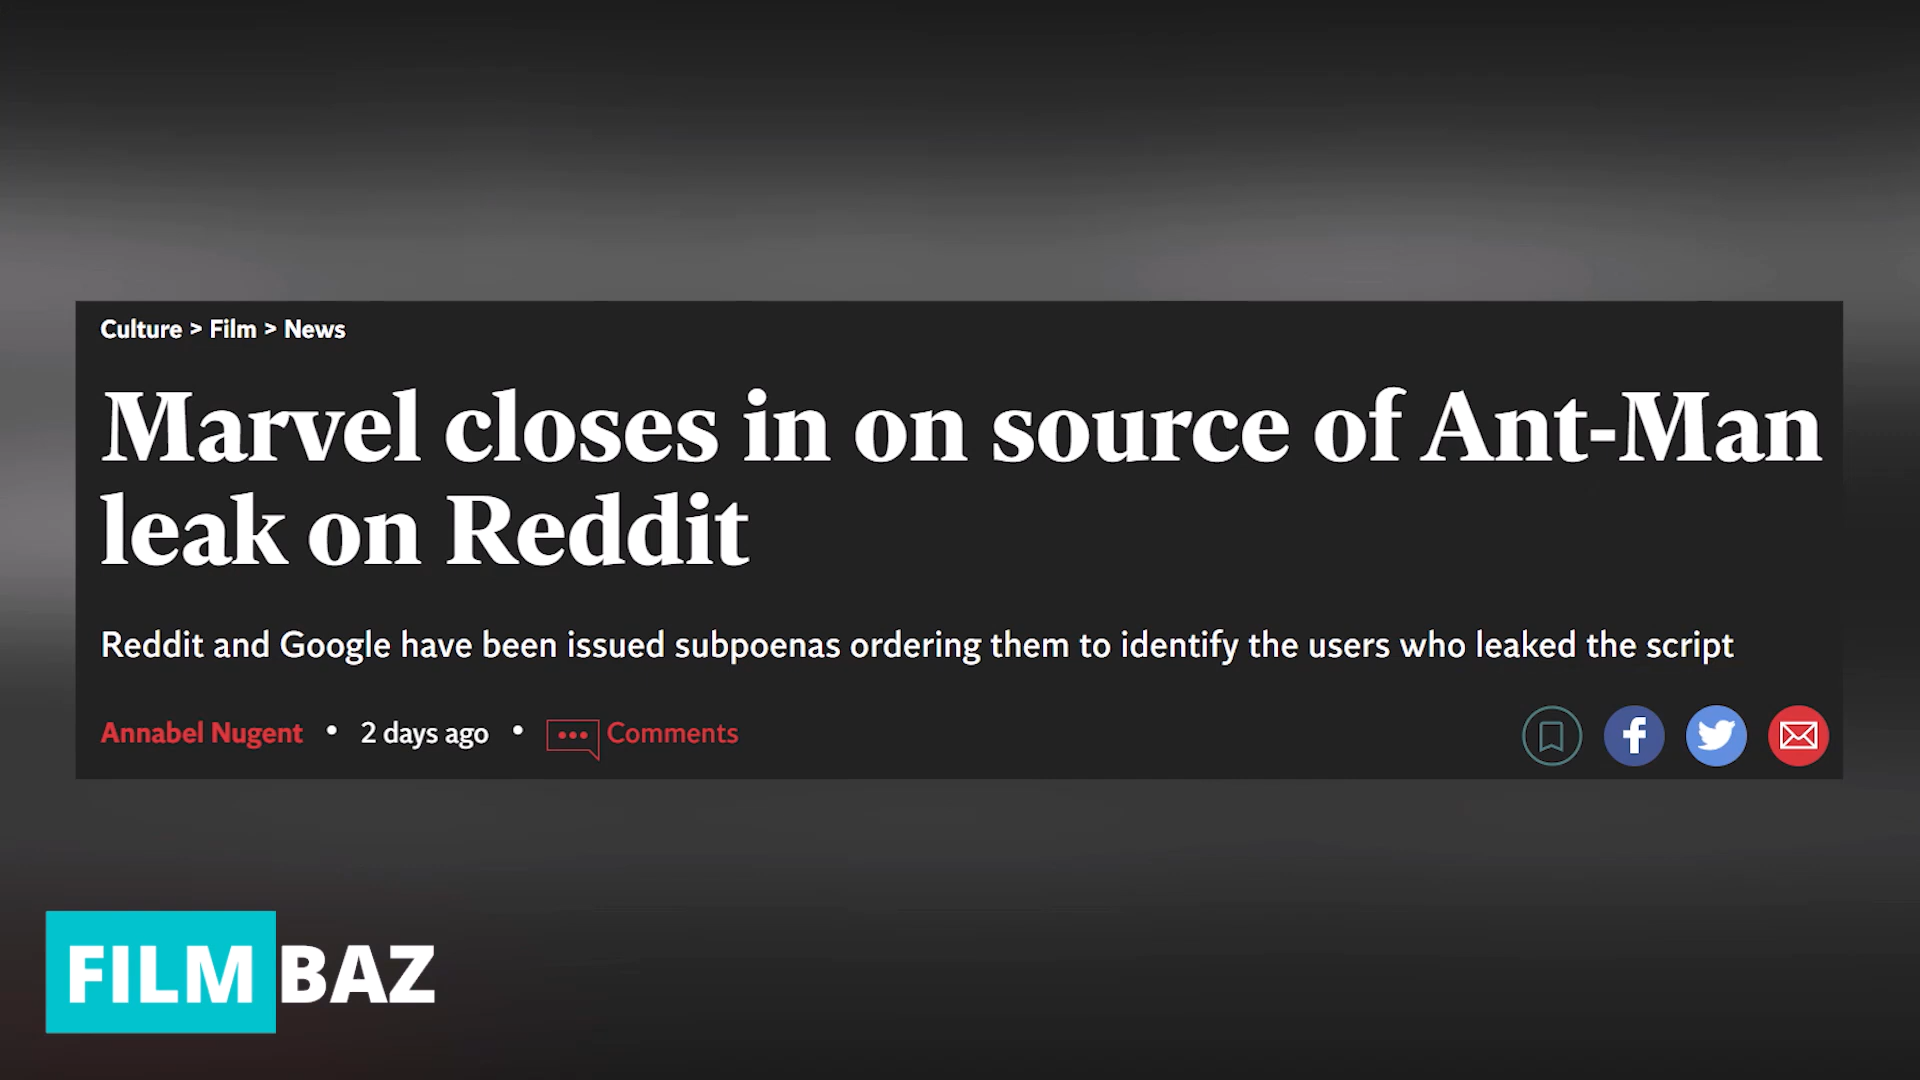 Culture > Film > News
Marvel closes in on source of Ant-Man
leak on Reddit
Reddit and Google have been issued subpoenas ordering them to identify the users who leaked the script
Annabel Nugent • 2 days ago • Comments
FILM BAZ